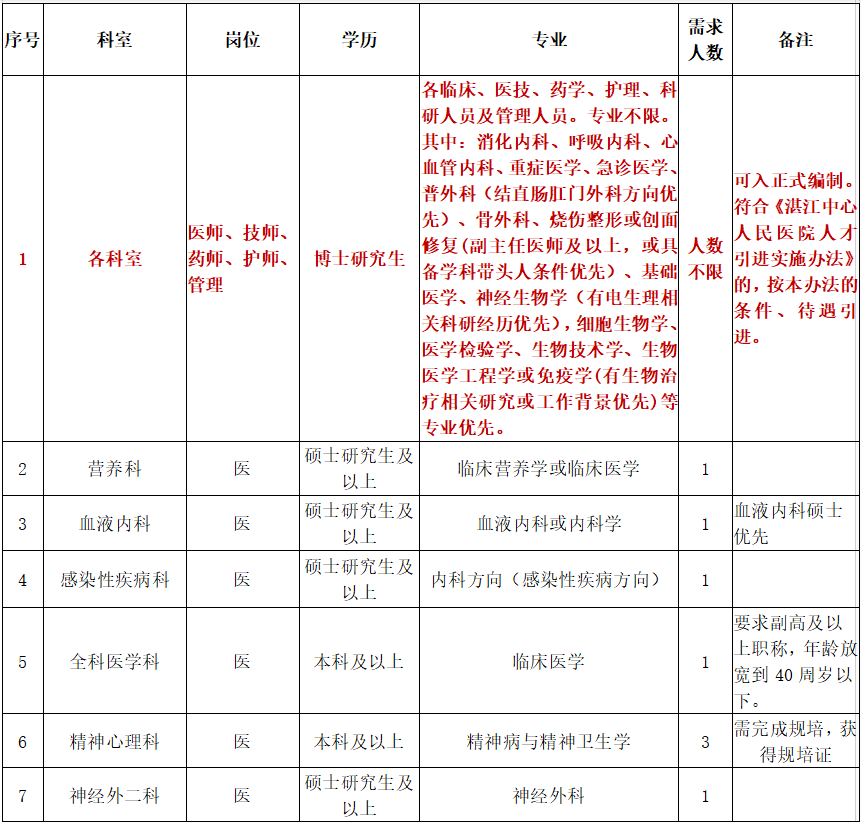 序号
科室
岗位
学历
专业
需求
人数
备注
1
各科室
医师、技师、
药师、护师、
管理
博士研究生
各临床、医技、药学、护理、科
研人员及管理人员。专业不限。
其中：消化内科、呼吸内科、心
血管内科、重症医学、急诊医学、
普外科（结直肠肛门外科方向优
先）、骨外科、烧伤整形或创面
修复(副主任医师及以上，或具
备学科带头人条件优先）、基础
医学、神经生物学（有电生理相
关科研经历优先），细胞生物学、
医学检验学、生物技术学、生物
医学工程学或免疫学(有生物治
疗相关研究或工作背景优先)等
专业优先。
人数
不限
可入正式编制。
符合《湛江中心
人民医院人才
引进实施办法》
的，按本办法的
条件、待遇引
进。
2
营养科
医
硕士研究生及
以上
临床营养学或临床医学
1
3
血液内科
医
硕士研究生及
以上
血液内科或内科学
1
血液内科硕士
优先
4
感染性疾病科
医
硕士研究生及
以上
内科方向（感染性疾病方向）
1
5
全科医学科
医
本科及以上
临床医学
1
要求副高及以
上职称，年龄放
宽到 40 周岁以
下。
6
精神心理科
医
本科及以上
精神病与精神卫生学
3
需完成规培，获
得规培证
7
神经外二科
医
硕士研究生及
以上
神经外科
1